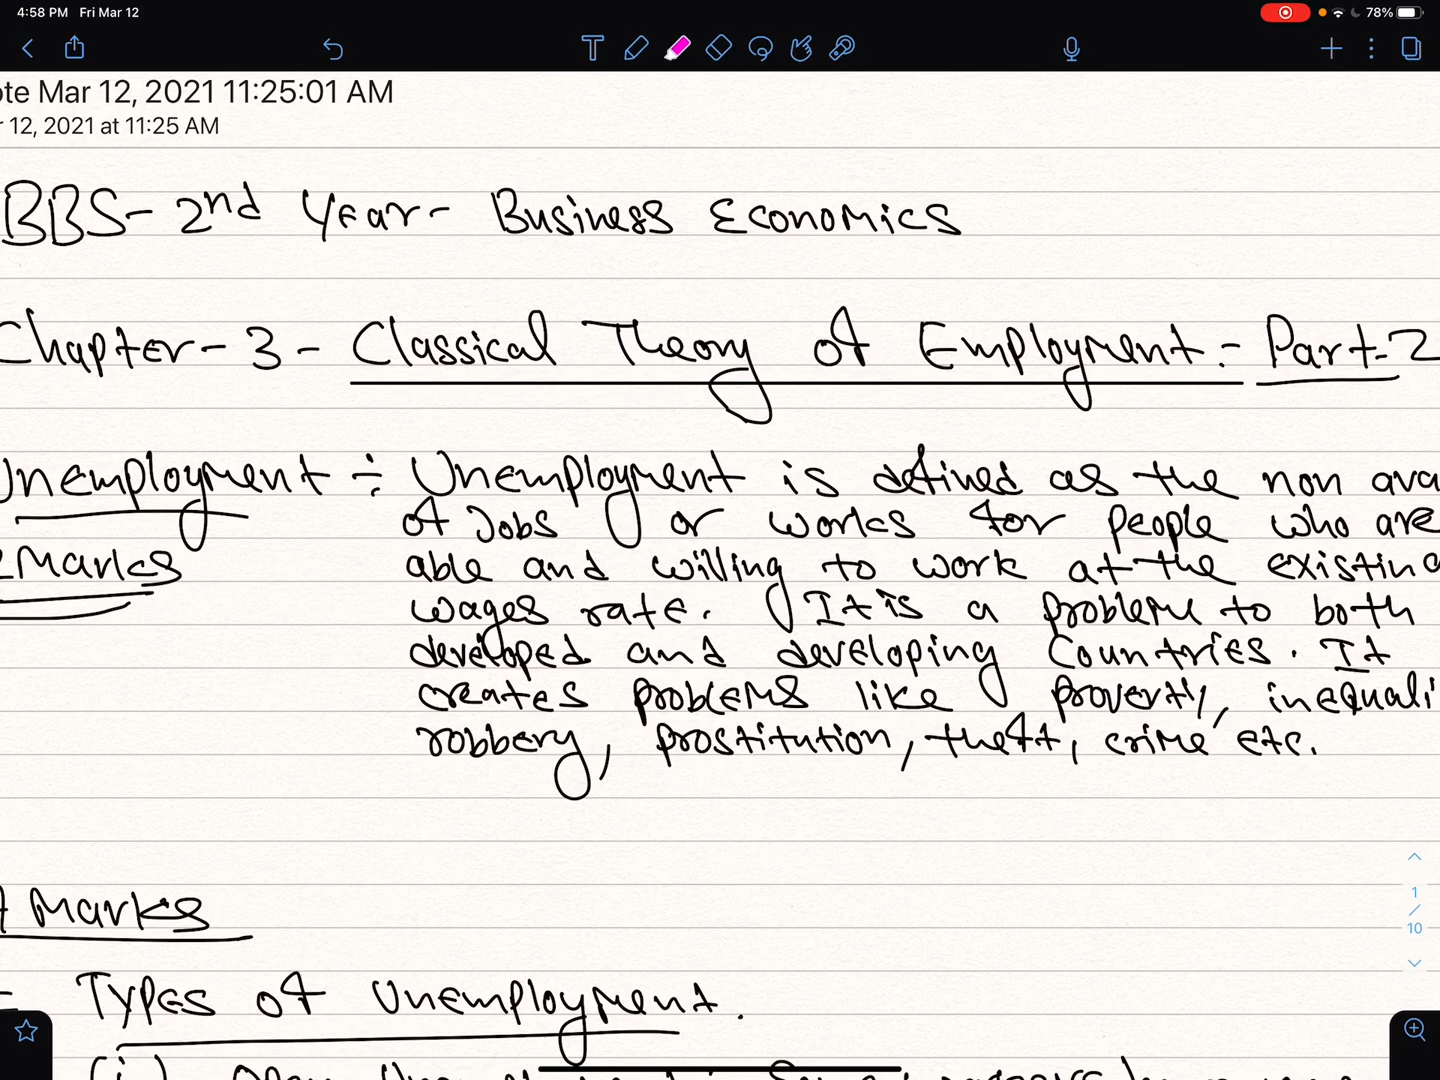 4:58 PM Fri Mar 12
78%
ote Mar 12, 2021 11:25:01 AM
r 12, 2021 at 11:25 AM
BBS- 2nd Year- Business Economics
Chapter-3- Classical Theory of Employment:- Part-2
Unemployment ÷ Unemployment is defined as the non ava
of Jobs or works for people who are
2 Marks able and willing to work at the existing
wages rate. It is a problem to both
developed and developing Countries. It
creates problems like proverty, inequali
robbery, prostitution, theft, crime etc.
Marks
1
/
10
- Types of Unemployment.
(i)